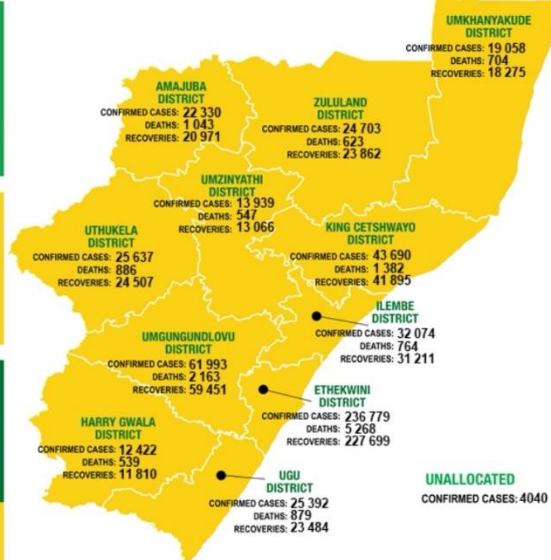 UMKHANYAKUDE
DISTRICT
CONFIRMED CASES: 19 058
DEATHS: 704
RECOVERIES: 18 275
AMAJUBA
DISTRICT
CONFIRMED CASES: 22 330
DEATHS: 1 043
RECOVERIES: 20 971
ZULULAND
DISTRICT
CONFIRMED CASES: 24 703
DEATHS: 623
RECOVERIES: 23 862
UMZINYATHI
DISTRICT
CONFIRMED CASES: 13 939
DEATHS: 547
RECOVERIES: 13 066
UTHUKELA
DISTRICT
CONFIRMED CASES: 25 637
DEATHS: 886
RECOVERIES: 24 507
KING CETSHWAYO
DISTRICT
CONFIRMED CASES: 43 690
DEATHS: 1 382
RECOVERIES: 41 895
ILEMBE
DISTRICT
CONFIRMED CASES: 32 074
DEATHS: 764
RECOVERIES: 31 211
UMGUNGUNDLOVU
DISTRICT
CONFIRMED CASES: 61 993
DEATHS: 2 163
RECOVERIES: 59 451
ETHEKWINI
DISTRICT
CONFIRMED CASES: 236 779
DEATHS: 5 268
RECOVERIES: 227 699
HARRY GWALA
DISTRICT
CONFIRMED CASES: 12 422
DEATHS: 539
RECOVERIES: 11 810
UGU
DISTRICT
CONFIRMED CASES: 25 392
DEATHS: 879
RECOVERIES: 23 484
UNALLOCATED
CONFIRMED CASES: 4040